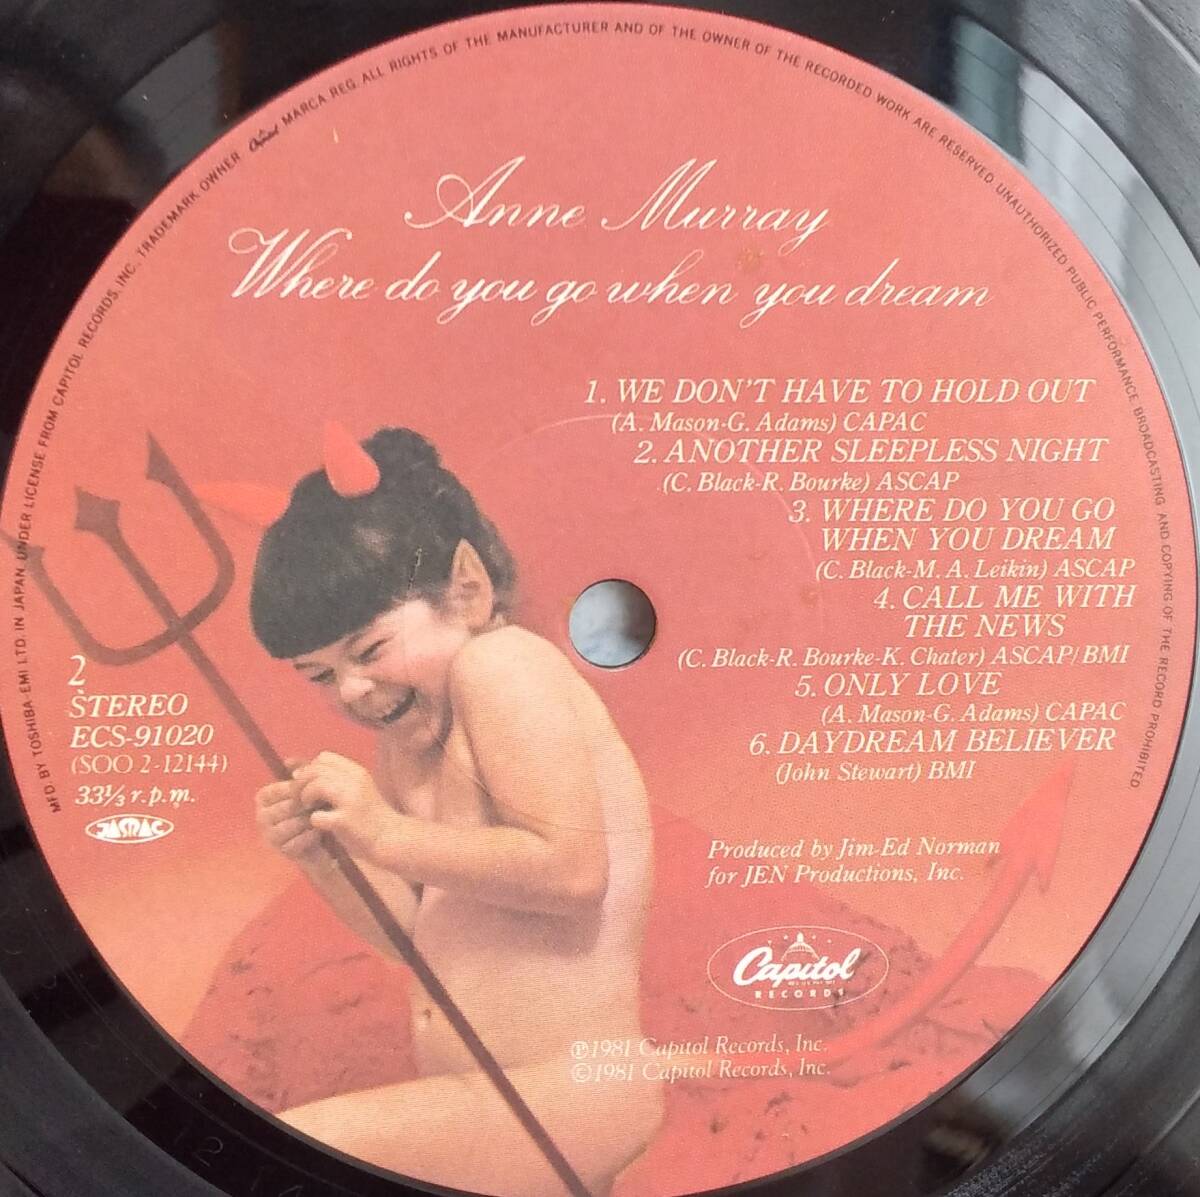 MFD. BY TOSHIBA-EMI LTD. IN JAPAN UNDER LICENSE FROM CAPITOL RECORDS, INC. TRADEMARK OWNER Capitol MARCA REG. ALL RIGHTS OF THE MANUFACTURER AND OF THE OWNER OF THE RECORDED WORK ARE RESERVED UNAUTHORIZED PUBLIC PERFORMANCE BROADCASTING AND COPYING OF THE RECORD PROHIBITED
Anne Murray
Where do you go when you dream
1. WE DON'T HAVE TO HOLD OUT
(A. Mason-G. Adams) CAPAC
2. ANOTHER SLEEPLESS NIGHT
(C. Black-R. Bourke) ASCAP
3. WHERE DO YOU GO
WHEN YOU DREAM
(C. Black-M. A. Leikin) ASCAP
4. CALL ME WITH
THE NEWS
(C. Black-R. Bourke-K. Chater) ASCAP/BMI
5. ONLY LOVE
(A. Mason-G. Adams) CAPAC
6. DAYDREAM BELIEVER
(John Stewart) BMI
2
STEREO
ECS-91020
(SOO 2-12144)
33⅓ r.p.m.
JASRAC
Produced by Jim-Ed Norman
for JEN Productions, Inc.
Capitol
RECORDS
℗1981 Capitol Records, Inc.
©1981 Capitol Records, Inc.